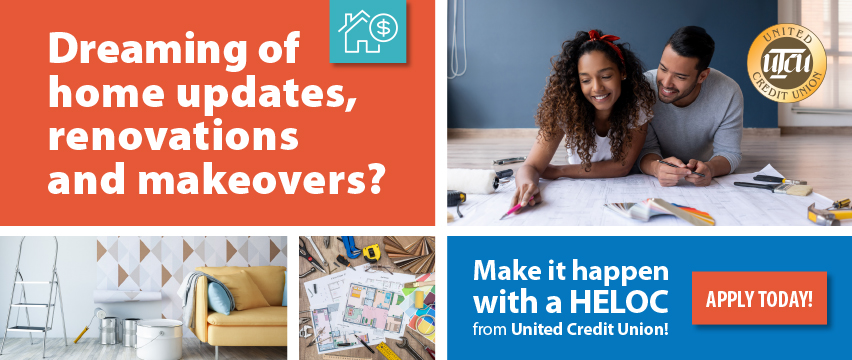 Dreaming of
home updates,
renovations
and makeovers?
$
UNITED
UCU
CREDIT UNION
Make it happen
with a HELOC
from United Credit Union!
APPLY TODAY!